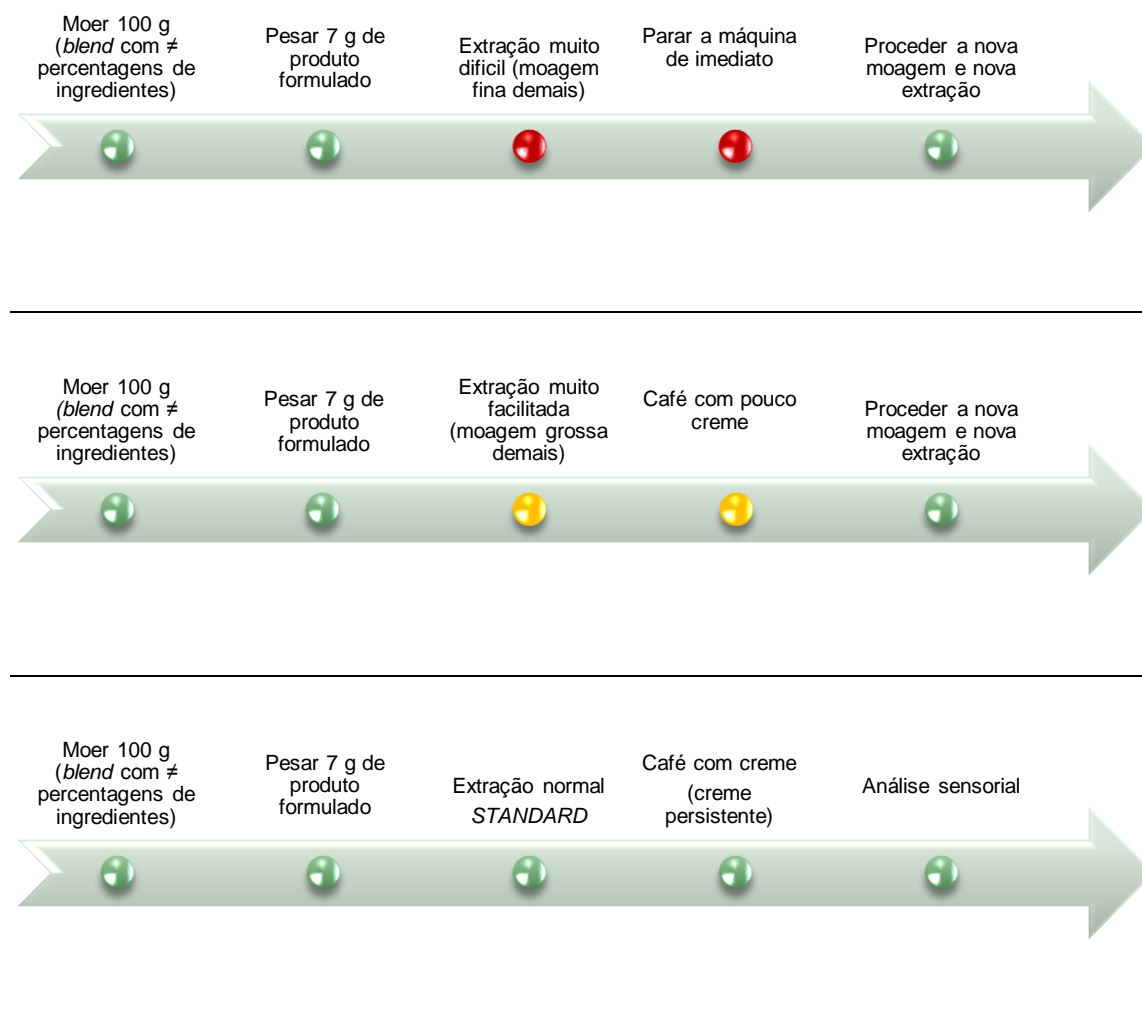 Moer 100 g
(blend com ≠
percentagens de
ingredientes)
Pesar 7 g de
produto
formulado
Extração muito
dificil (moagem
fina demais)
Parar a máquina
de imediato
Proceder a nova
moagem e nova
extração
Moer 100 g
(blend com ≠
percentagens de
ingredientes)
Pesar 7 g de
produto
formulado
Extração muito
facilitada
(moagem grossa
demais)
Café com pouco
creme
Proceder a nova
moagem e nova
extração
Moer 100 g
(blend com ≠
percentagens de
ingredientes)
Pesar 7 g de
produto
formulado
Extração normal
STANDARD
Café com creme
(creme
persistente)
Análise sensorial